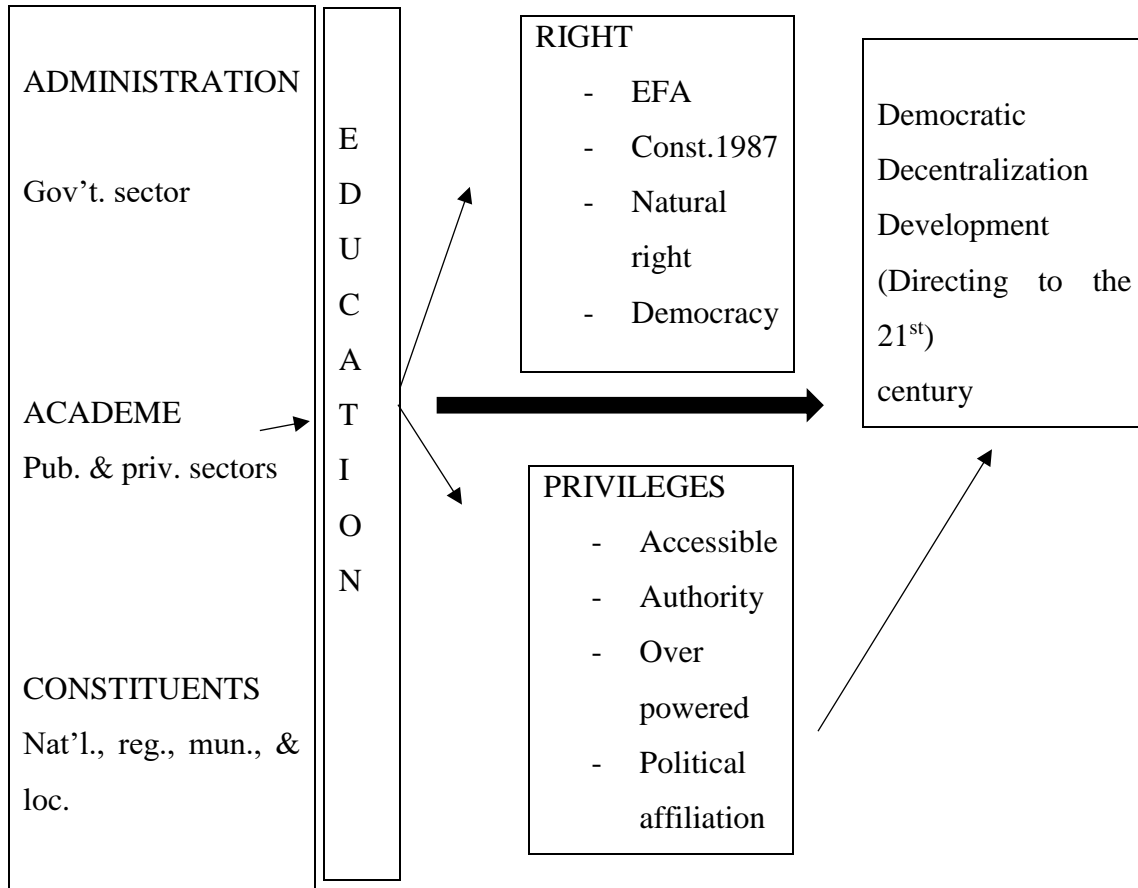 ADMINISTRATION
Gov’t. sector
ACADEME
Pub. & priv. sectors
CONSTITUENTS
Nat’l., reg., mun., &
loc.
E
D
U
C
A
T
I
O
N
RIGHT
- EFA
- Const.1987
- Natural
right
- Democracy
PRIVILEGES
- Accessible
- Authority
- Over
powered
- Political
affiliation
Democratic
Decentralization
Development
(Directing to the
21st)
century